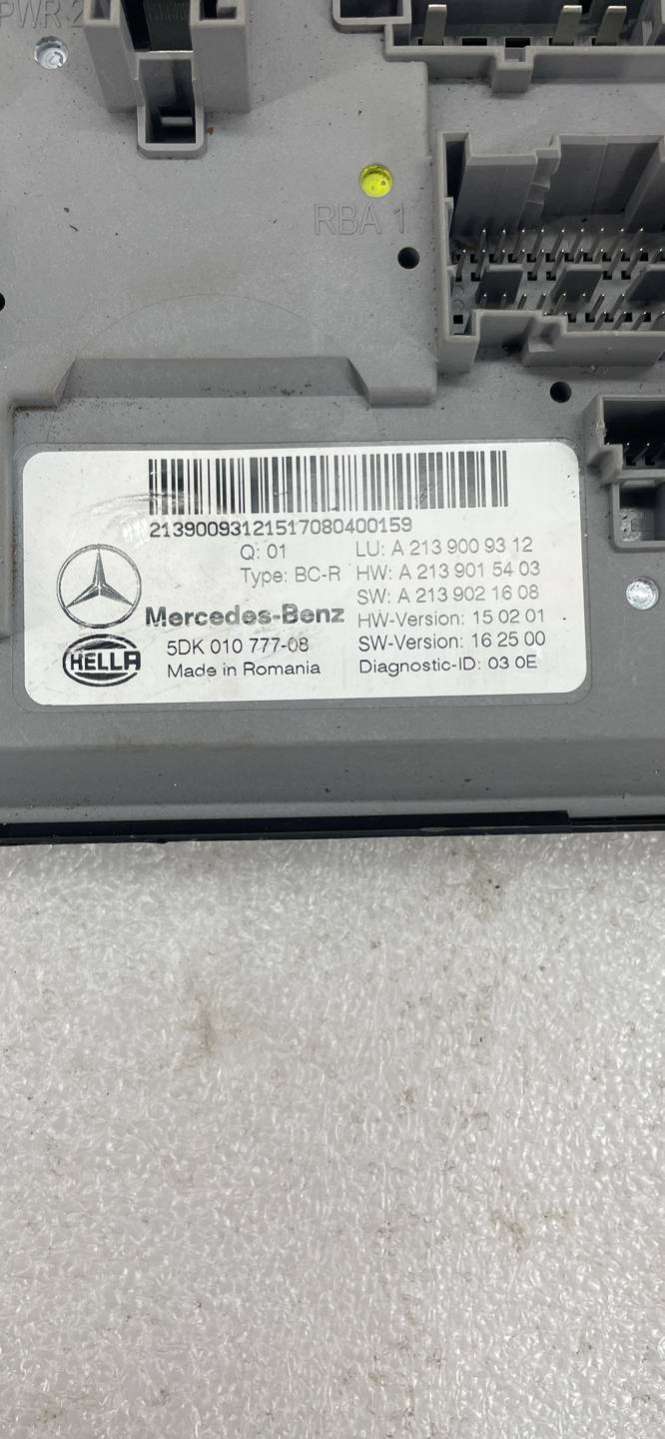 PWR 2
RBA 1
21390093121517080400159
Q: 01 LU: A 213 900 93 12
Type: BC-R HW: A 213 901 54 03
SW: A 213 902 16 08
Mercedes-Benz HW-Version: 15 02 01
5DK 010 777-08 SW-Version: 16 25 00
HELLA
Made in Romania Diagnostic-ID: 03 0E